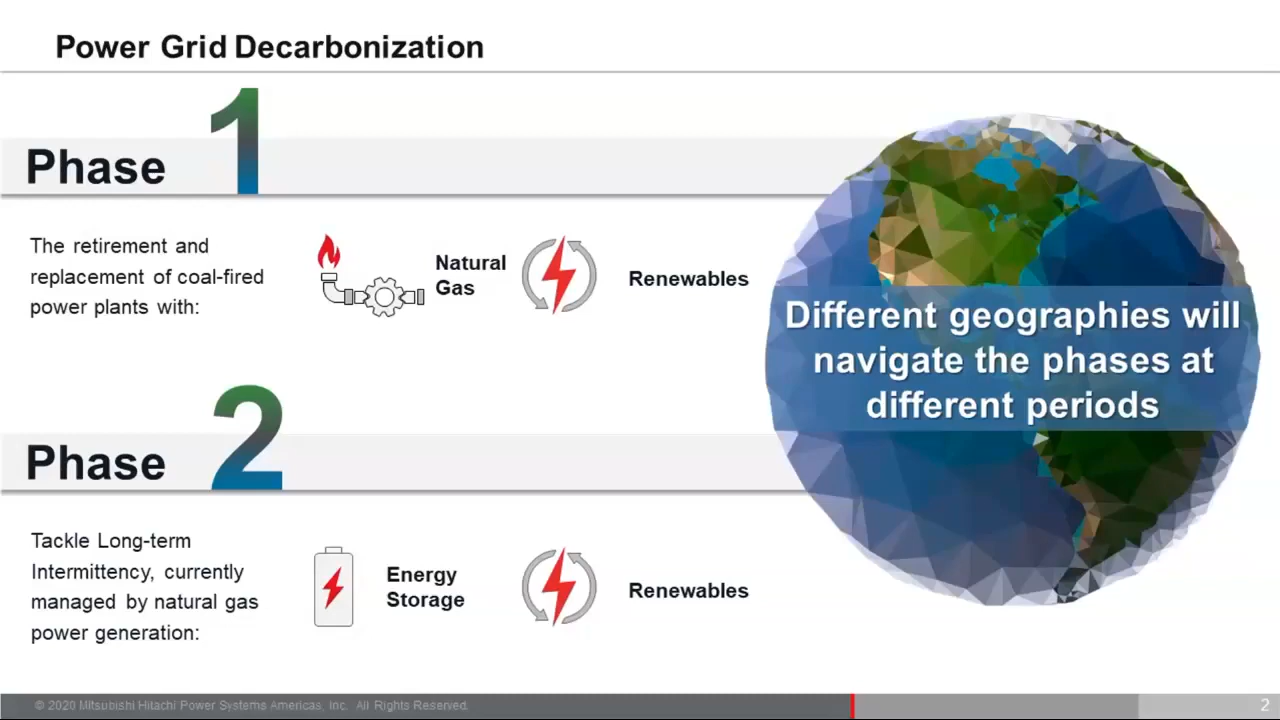 Power Grid Decarbonization
Phase 1
The retirement and
replacement of coal-fired
power plants with:
Natural
Gas
Renewables
Different geographies will
navigate the phases at
different periods
Phase 2
Tackle Long-term
Intermittency, currently
managed by natural gas
power generation:
Energy
Storage
Renewables
© 2020 Mitsubishi Hitachi Power Systems Americas, Inc. All Rights Reserved.
2